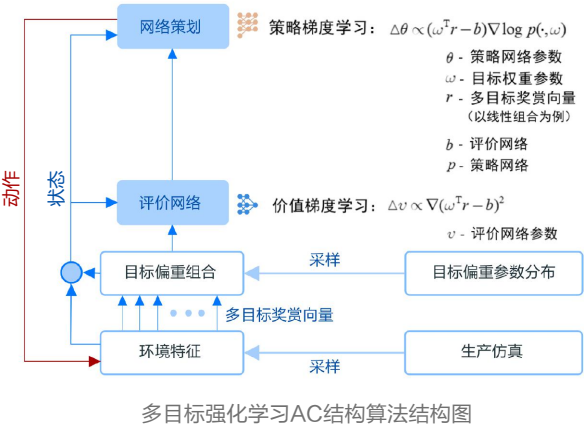 网络策划
策略梯度学习: △θ∝(ω^T r−b)∇log p(·,ω)
θ - 策略网络参数
ω - 目标权重参数
r - 多目标奖赏向量
(以线性组合为例)
b - 评价网络
p - 策略网络
动作
状态
评价网络
价值梯度学习: △υ∝∇(ω^T r−b)^2
υ - 评价网络参数
目标偏重组合
采样
目标偏重参数分布
多目标奖赏向量
环境特征
采样
生产仿真
多目标强化学习AC结构算法结构图